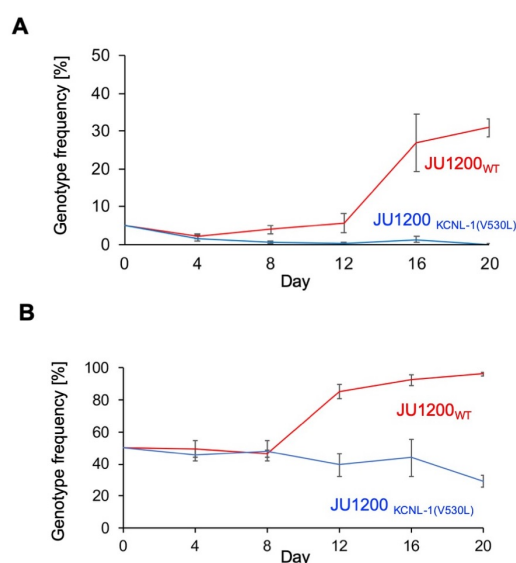 A
Genotype frequency [%]
50
40
30
20
10
0
JU1200WT
JU1200 KCNL-1(V530L)
0 4 8 12 16 20
Day
B
Genotype frequency [%]
100
80
60
40
20
0
JU1200WT
JU1200 KCNL-1(V530L)
0 4 8 12 16 20
Day